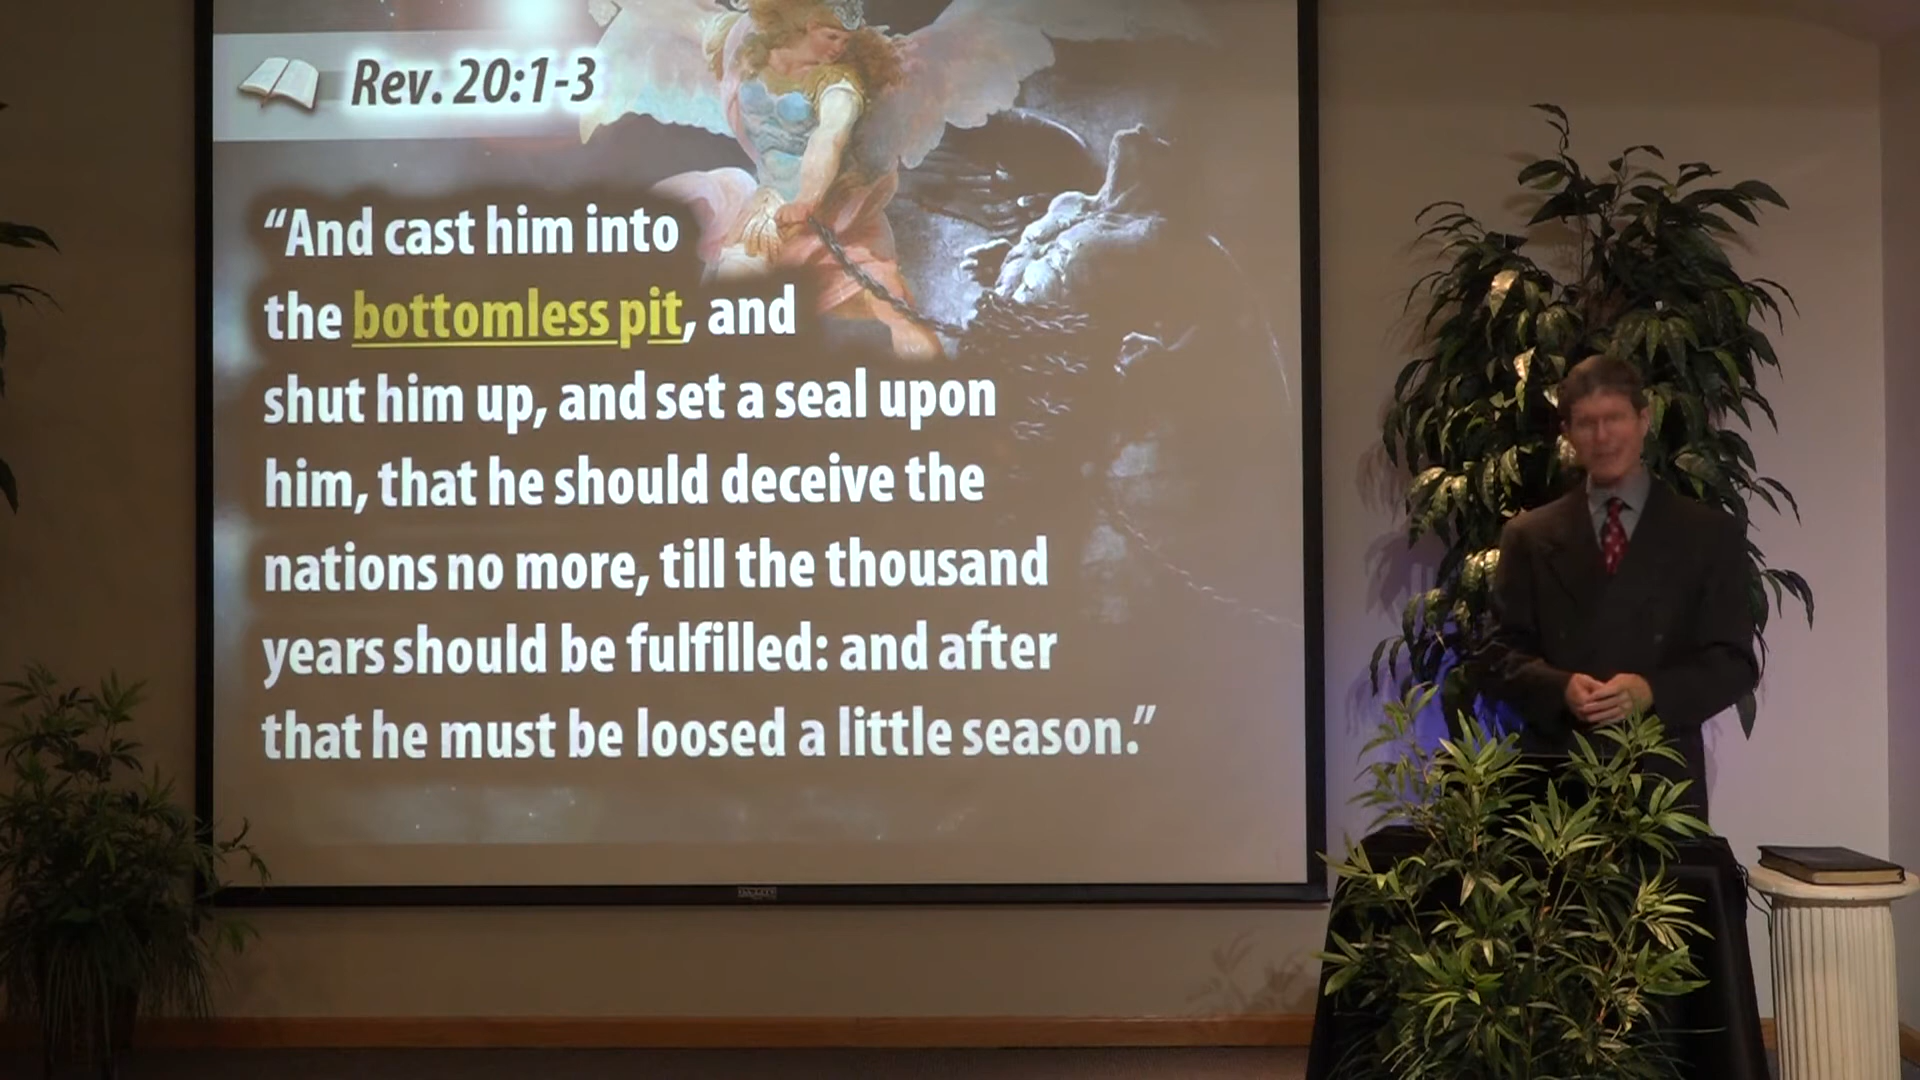 Rev. 20:1-3
“And cast him into
the bottomless pit, and
shut him up, and set a seal upon
him, that he should deceive the
nations no more, till the thousand
years should be fulfilled: and after
that he must be loosed a little season.”
DA-LITE